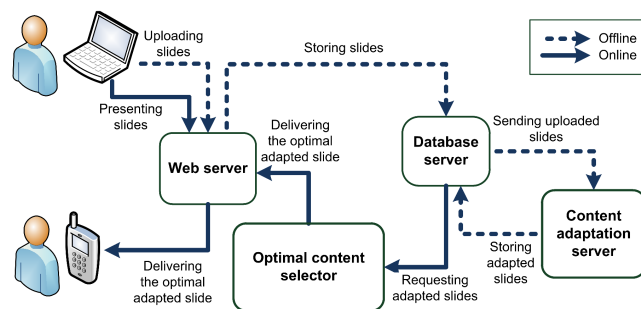 Uploading
slides
Storing slides
Offline
Online
Presenting
slides
Delivering
the optimal
adapted slide
Web server
Database
server
Sending uploaded
slides
Content
adaptation
server
Storing
adapted
slides
Optimal content
selector
Requesting
adapted slides
Delivering
the optimal
adapted slide